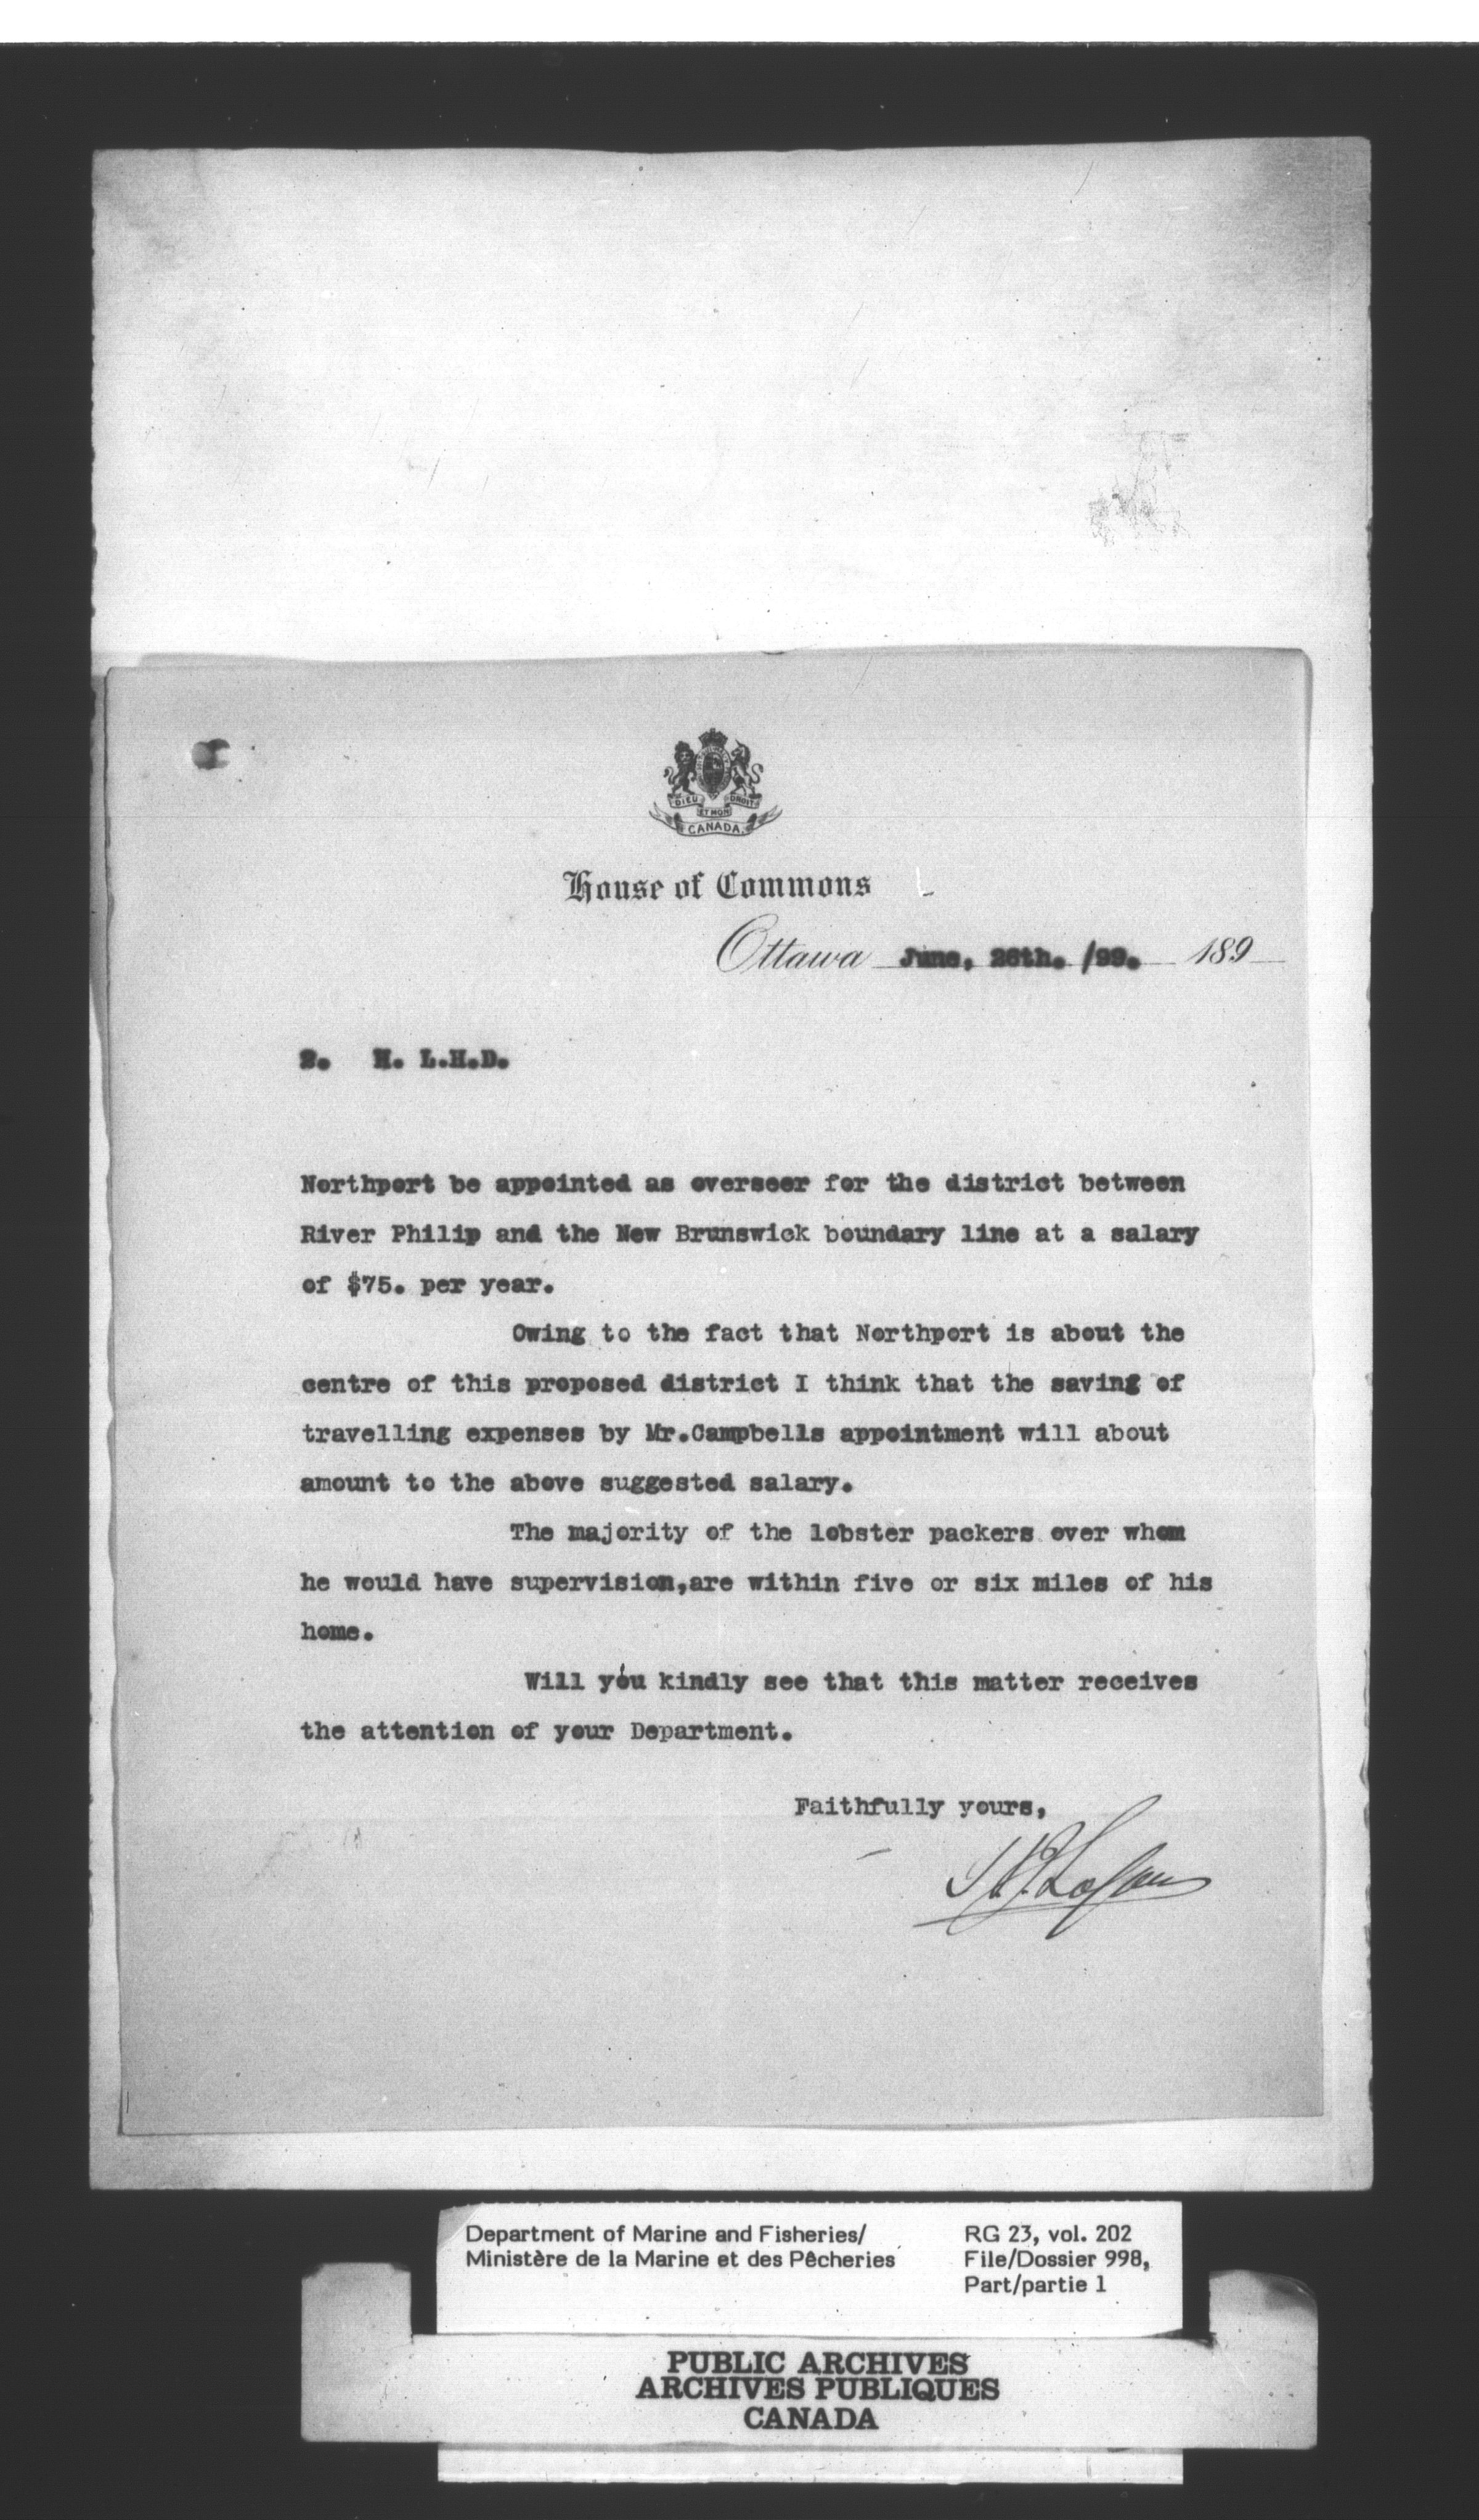 DIEU ET MON DROIT
CANADA
House of Commons
Ottawa June, 26th. /99. 189
2. H. L.H.D.
Northport be appointed as overseer for the district between
River Philip and the New Brunswick boundary line at a salary
of $75. per year.
Owing to the fact that Northport is about the
centre of this proposed district I think that the saving of
travelling expenses by Mr.Campbells appointment will about
amount to the above suggested salary.
The majority of the lobster packers over whom
he would have supervision,are within five or six miles of his
home.
Will you kindly see that this matter receives
the attention of your Department.
Faithfully yours,
H.J. Logan
Department of Marine and Fisheries/
Ministère de la Marine et des Pêcheries
RG 23, vol. 202
File/Dossier 998,
Part/partie 1
PUBLIC ARCHIVES
ARCHIVES PUBLIQUES
CANADA